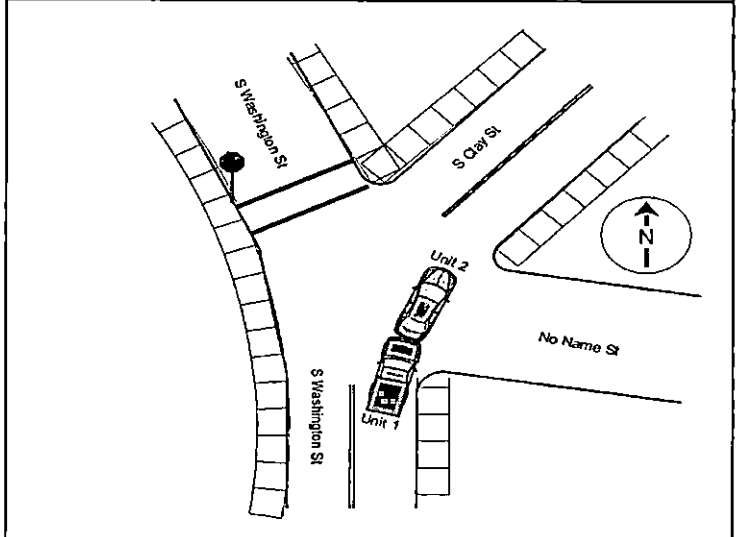 S Washington St
S Clay St
N
Unit 2
No Name St
S Washington St
Unit 1